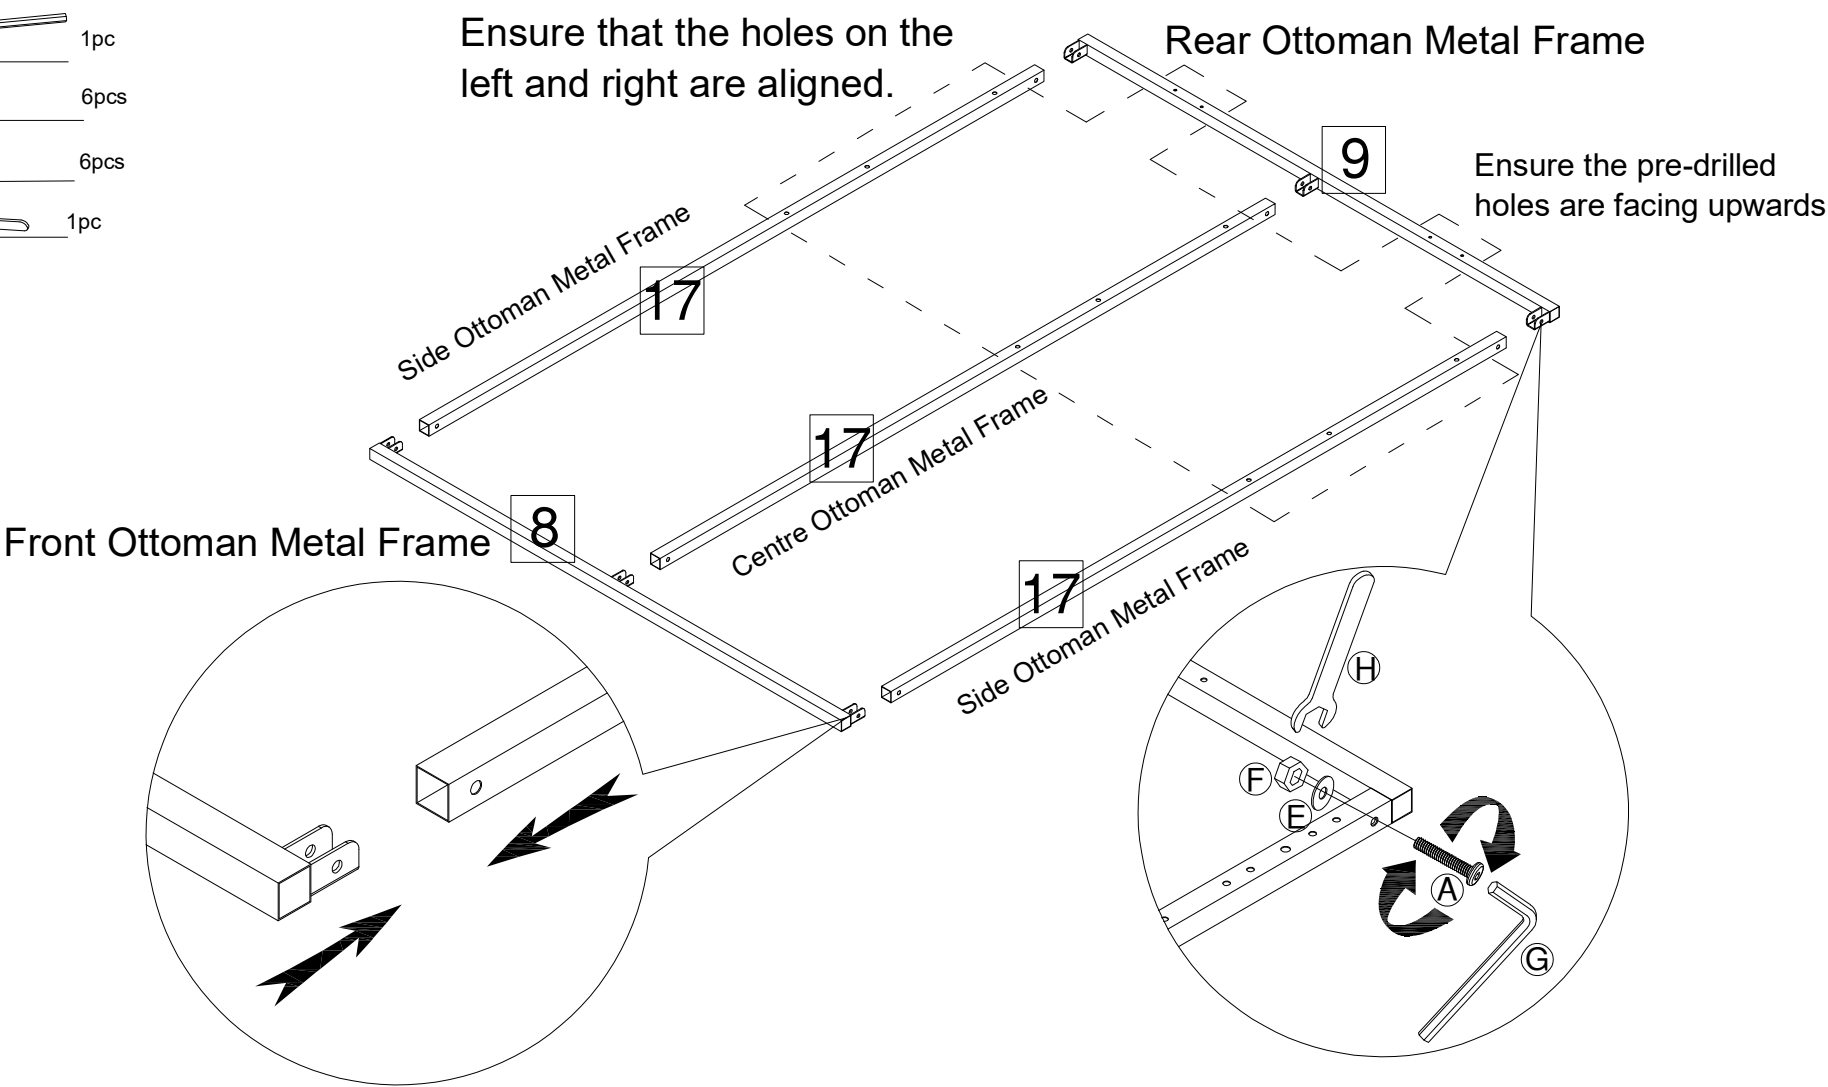 1pc
6pcs
6pcs
1pc
Ensure that the holes on the
left and right are aligned.
Rear Ottoman Metal Frame
9
Ensure the pre-drilled
holes are facing upwards
Side Ottoman Metal Frame
17
17
Centre Ottoman Metal Frame
8
Front Ottoman Metal Frame
17
Side Ottoman Metal Frame
H
F
E
A
G